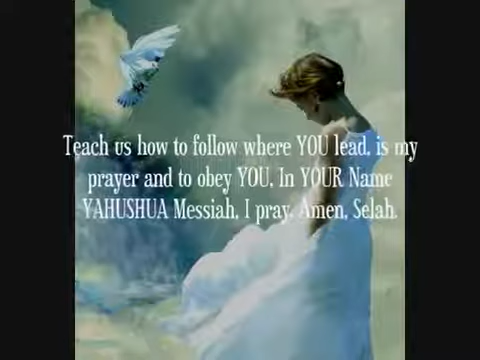 Teach us how to follow where YOU lead, is my
prayer and to obey YOU, In YOUR Name
YAHUSHUA Messiah, I pray. Amen, Selah.